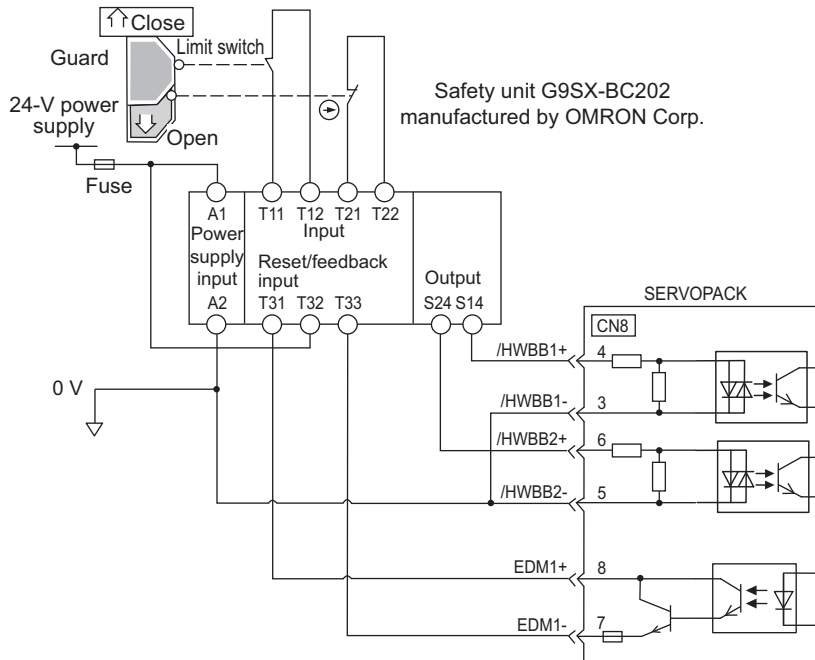 Close
Limit switch
Guard
24-V power
supply
Open
Fuse
Safety unit G9SX-BC202
manufactured by OMRON Corp.
A1
T11
T12
T21
T22
Power
supply
input
Input
Reset/feedback
input
Output
A2
T31
T32
T33
S24
S14
SERVOPACK
CN8
/HWBB1+
4
0 V
/HWBB1-
3
/HWBB2+
6
/HWBB2-
5
EDM1+
8
EDM1-
7